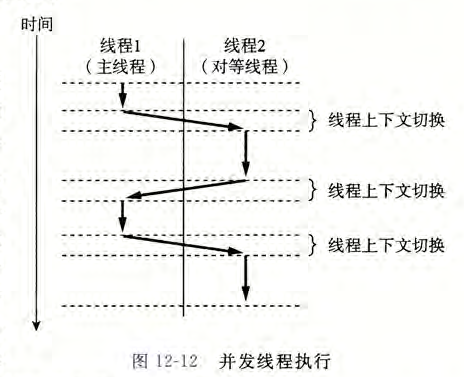 时间
线程1
(主线程)
线程2
(对等线程)
线程上下文切换
线程上下文切换
线程上下文切换
图 12-12 并发线程执行